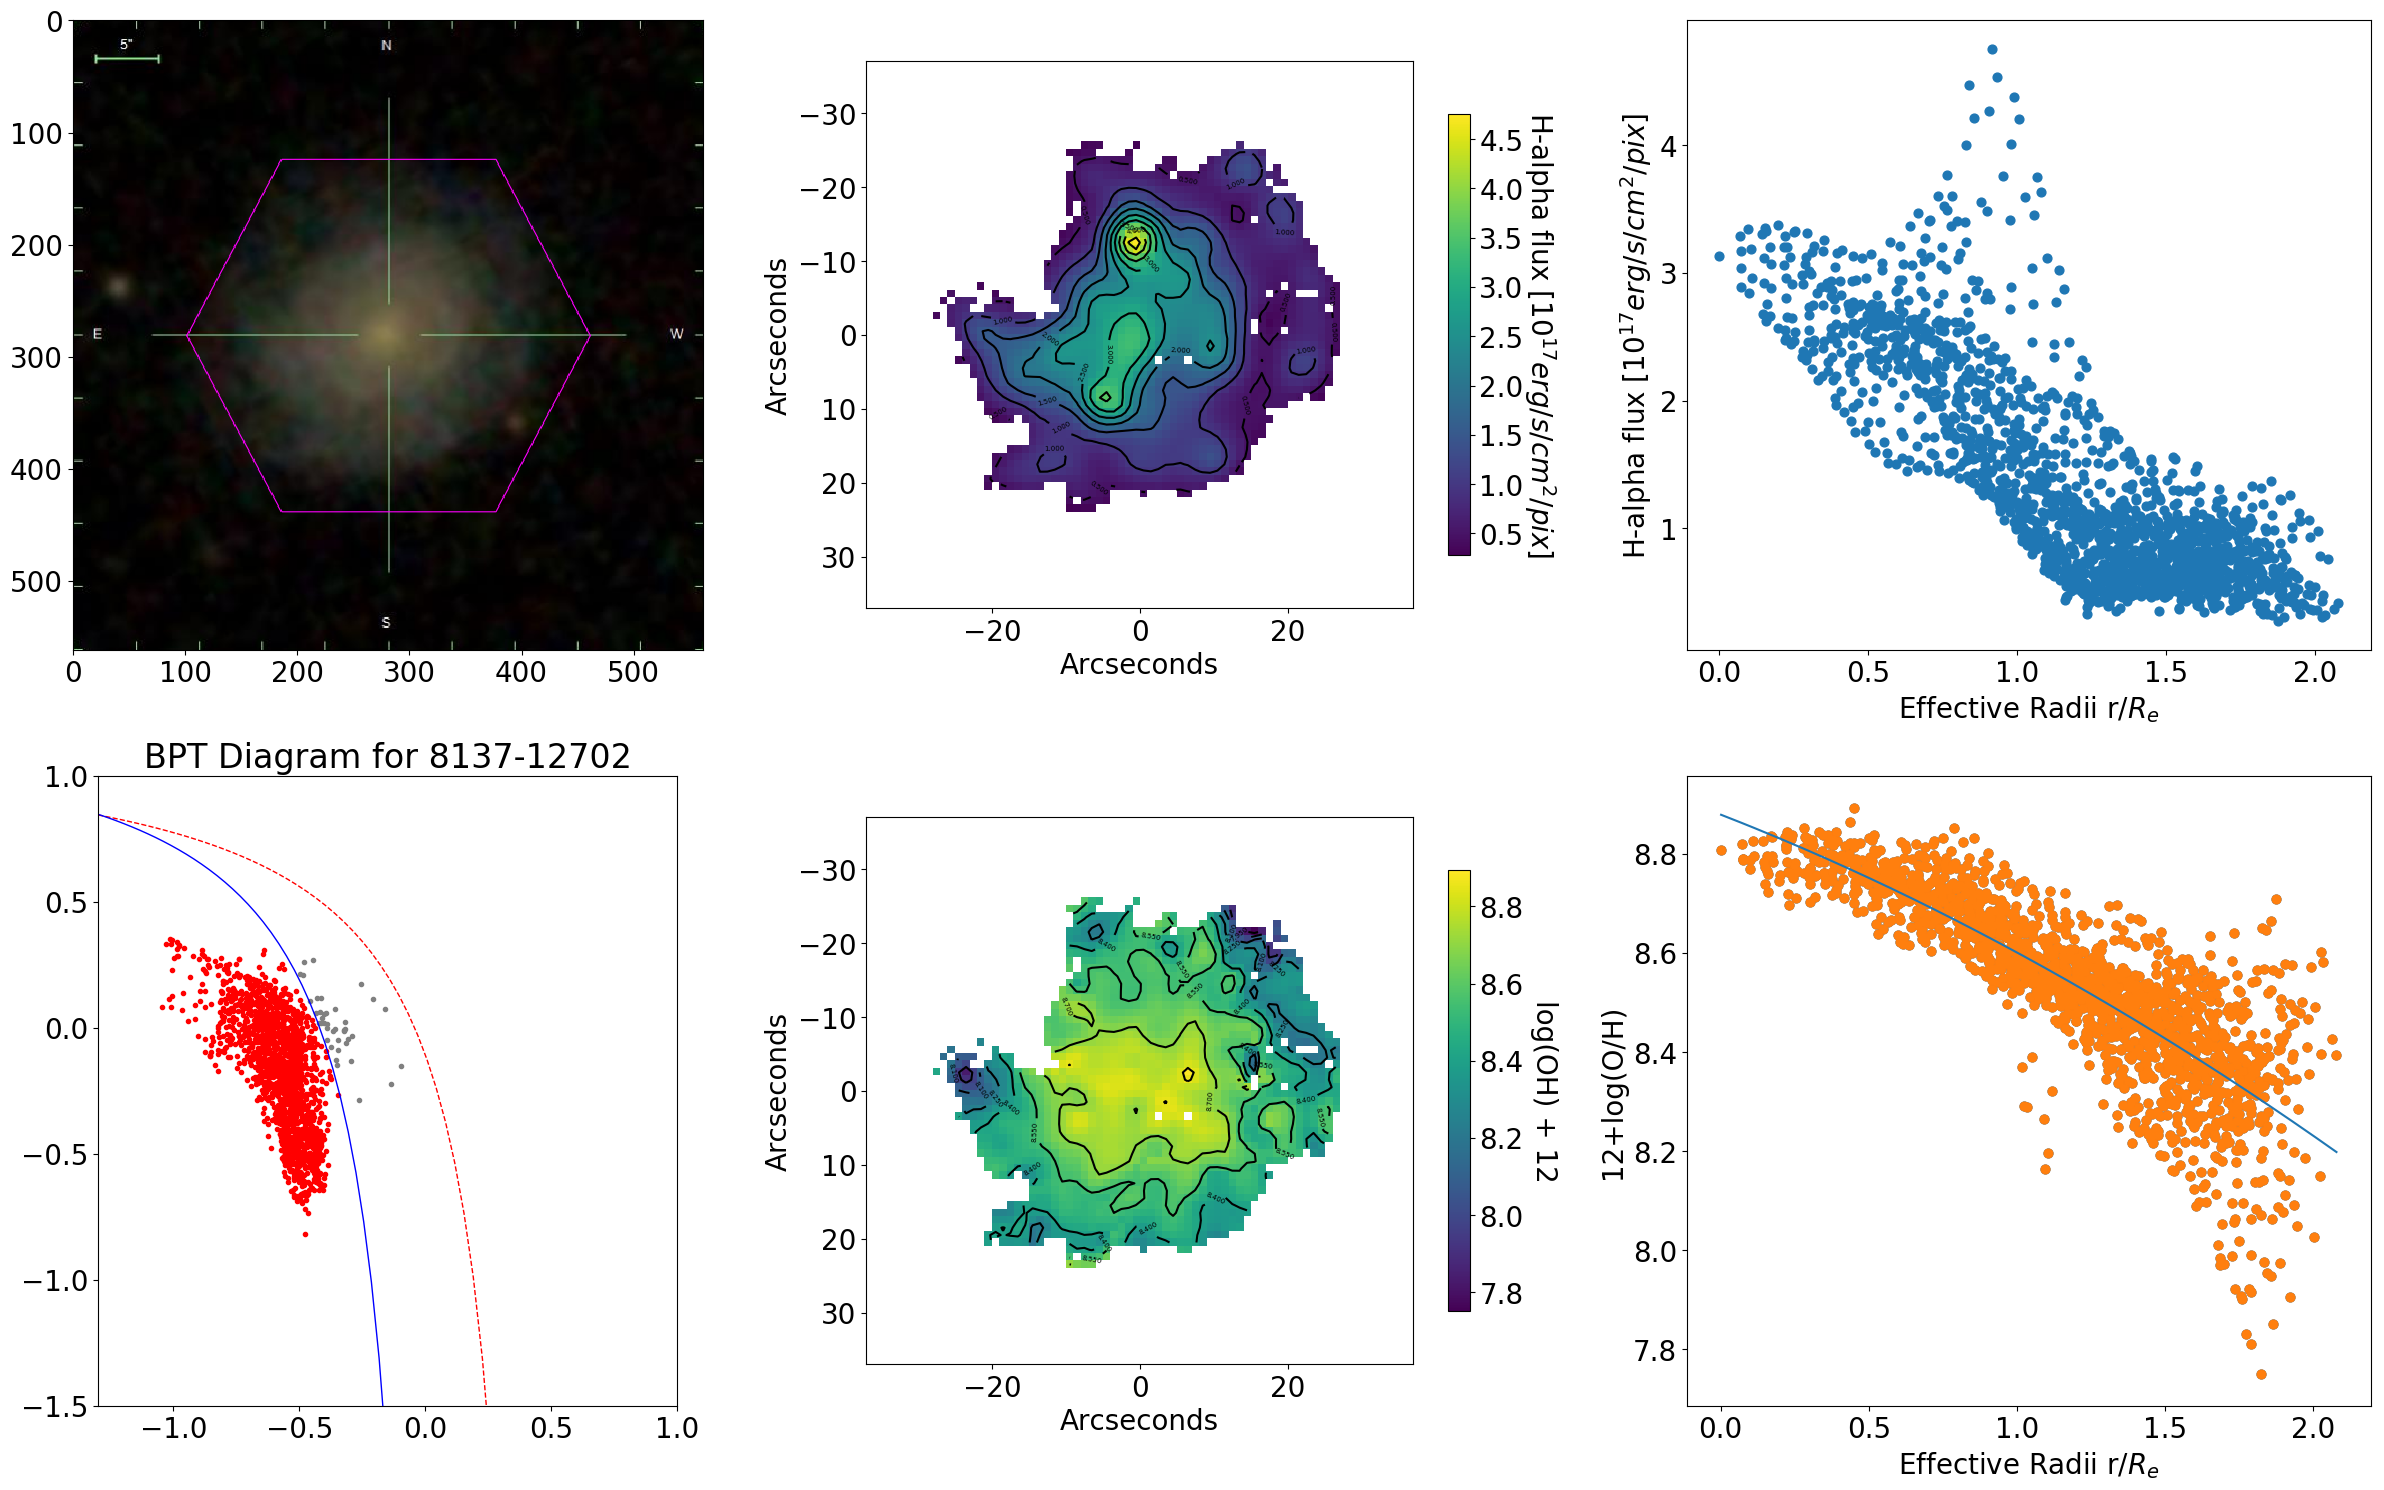 0
100
200
300
400
500
0 100 200 300 400 500
5"
N
E
W
S
−30
−20
−10
0
10
20
30
−20 0 20
Arcseconds
Arcseconds
4.5
4.0
3.5
3.0
2.5
2.0
1.5
1.0
0.5
H-alpha flux [10^17 erg/s/cm^2/pix]
H-alpha flux [10^17 erg/s/cm^2/pix]
4
3
2
1
0.0 0.5 1.0 1.5 2.0
Effective Radii r/R_e
BPT Diagram for 8137-12702
1.0
0.5
0.0
−0.5
−1.0
−1.5
−1.0 −0.5 0.0 0.5 1.0
−30
−20
−10
0
10
20
30
−20 0 20
Arcseconds
Arcseconds
8.8
8.6
8.4
8.2
8.0
7.8
log(OH) + 12
12+log(O/H)
8.8
8.6
8.4
8.2
8.0
7.8
0.0 0.5 1.0 1.5 2.0
Effective Radii r/R_e